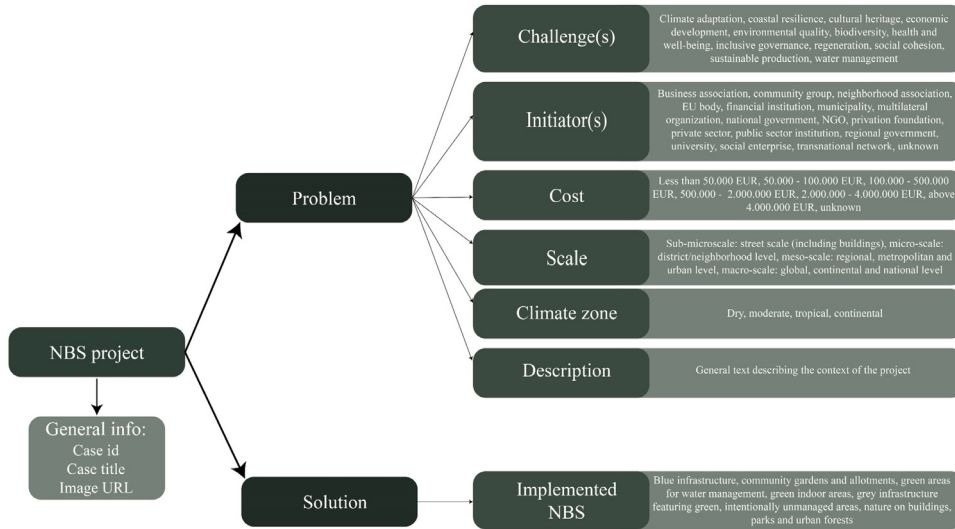 Challenge(s)
Climate adaptation, coastal resilience, cultural heritage, economic
development, environmental quality, biodiversity, health and
well-being, inclusive governance, regeneration, social cohesion,
sustainable production, water management
Initiator(s)
Business association, community group, neighborhood association,
EU body, financial institution, municipality, multilateral
organization, national government, NGO, privation foundation,
private sector, public sector institution, regional government,
university, social enterprise, transnational network, unknown
Problem
Cost
Less than 50.000 EUR, 50.000 - 100.000 EUR, 100.000 - 500.000
EUR, 500.000 - 2.000.000 EUR, 2.000.000 - 4.000.000 EUR, above
4.000.000 EUR, unknown
Scale
Sub-microscale: street scale (including buildings), micro-scale:
district/neighborhood level, meso-scale: regional, metropolitan and
urban level, macro-scale: global, continental and national level
Climate zone
Dry, moderate, tropical, continental
Description
General text describing the context of the project
NBS project
General info:
Case id
Case title
Image URL
Solution
Implemented
NBS
Blue infrastructure, community gardens and allotments, green areas
for water management, green indoor areas, grey infrastructure
featuring green, intentionally unmanaged areas, nature on buildings,
parks and urban forests